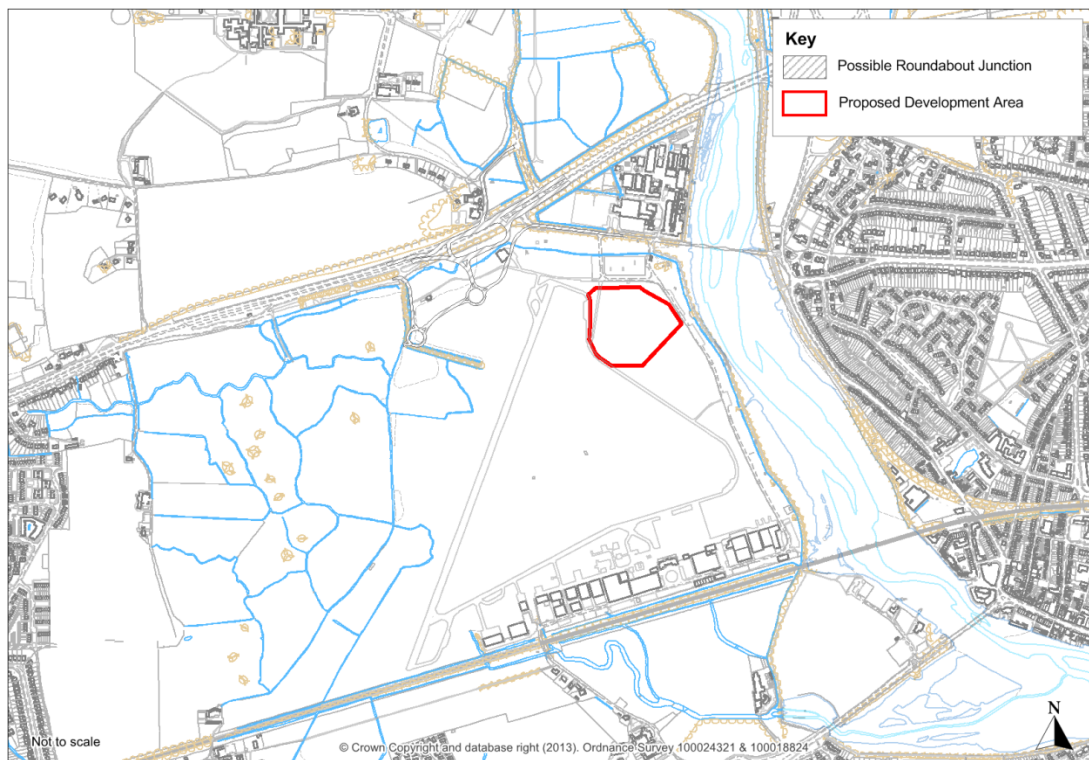 Key
Possible Roundabout Junction
Proposed Development Area
N
Not to scale
© Crown Copyright and database right (2013). Ordnance Survey 100024321 & 100018824